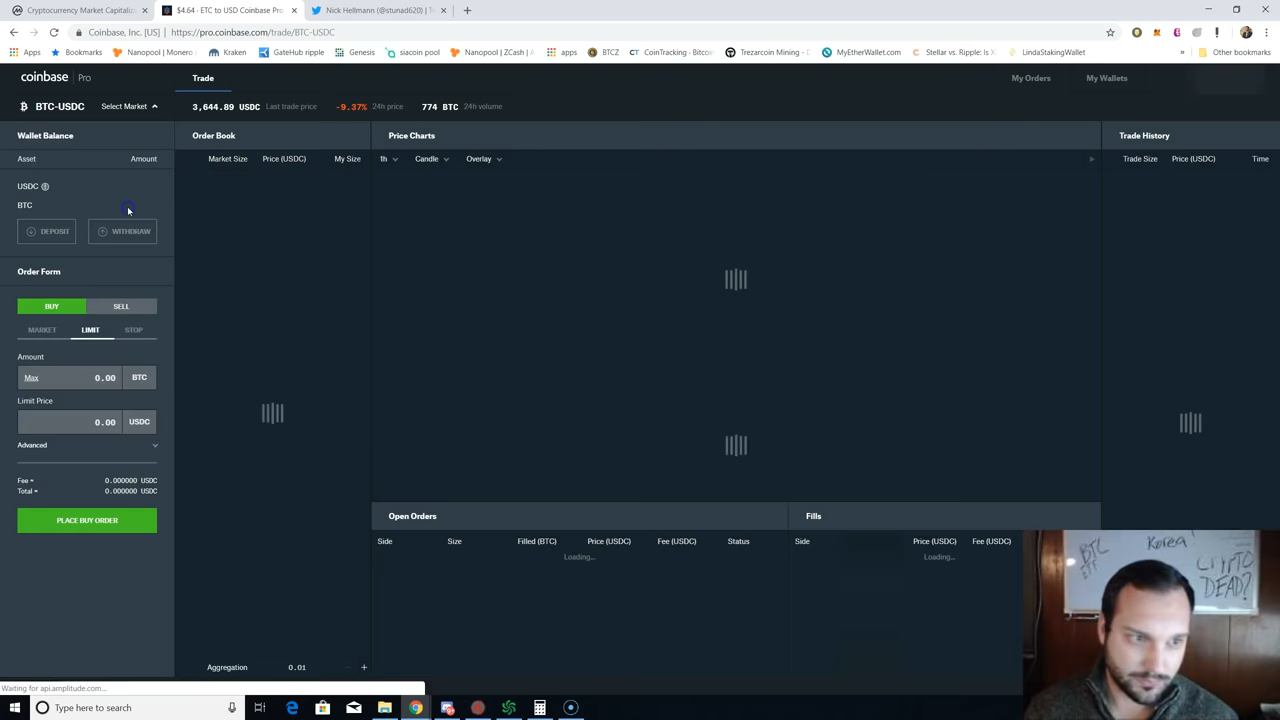 Cryptocurrency Market Capitaliz
$4.64 - ETC to USD Coinbase Pro
Nick Hellmann (@stunad620) | T
Coinbase, Inc. [US] | https://pro.coinbase.com/trade/BTC-USDC
Apps Bookmarks Nanopool | Monero Kraken GateHub ripple Genesis siacoin pool Nanopool | ZCash apps BTCZ CoinTracking · Bitcoin Trezarcoin Mining - MyEtherWallet.com Stellar vs. Ripple: Is LindaStakingWallet » Other bookmarks
coinbase Pro Trade My Orders My Wallets
BTC-USDC Select Market 3,644.89 USDC Last trade price -9.37% 24h price 774 BTC 24h volume
Wallet Balance Order Book Price Charts Trade History
Asset Amount Market Size Price (USDC) My Size 1h Candle Overlay Trade Size Price (USDC) Time
USDC
BTC
DEPOSIT WITHDRAW
Order Form
BUY SELL
MARKET LIMIT STOP
Amount
Max 0.00 BTC
Limit Price
0.00 USDC
Advanced
Fee ≈ 0.000000 USDC
Total ≈ 0.000000 USDC
PLACE BUY ORDER
Open Orders Fills
Side Size Filled (BTC) Price (USDC) Fee (USDC) Status Side Price (USDC) Fee (USDC)
Loading... Loading...
BTC Korea
ETF CRYPTO
DEAD?
Aggregation 0.01 - +
Waiting for api.amplitude.com...
Type here to search